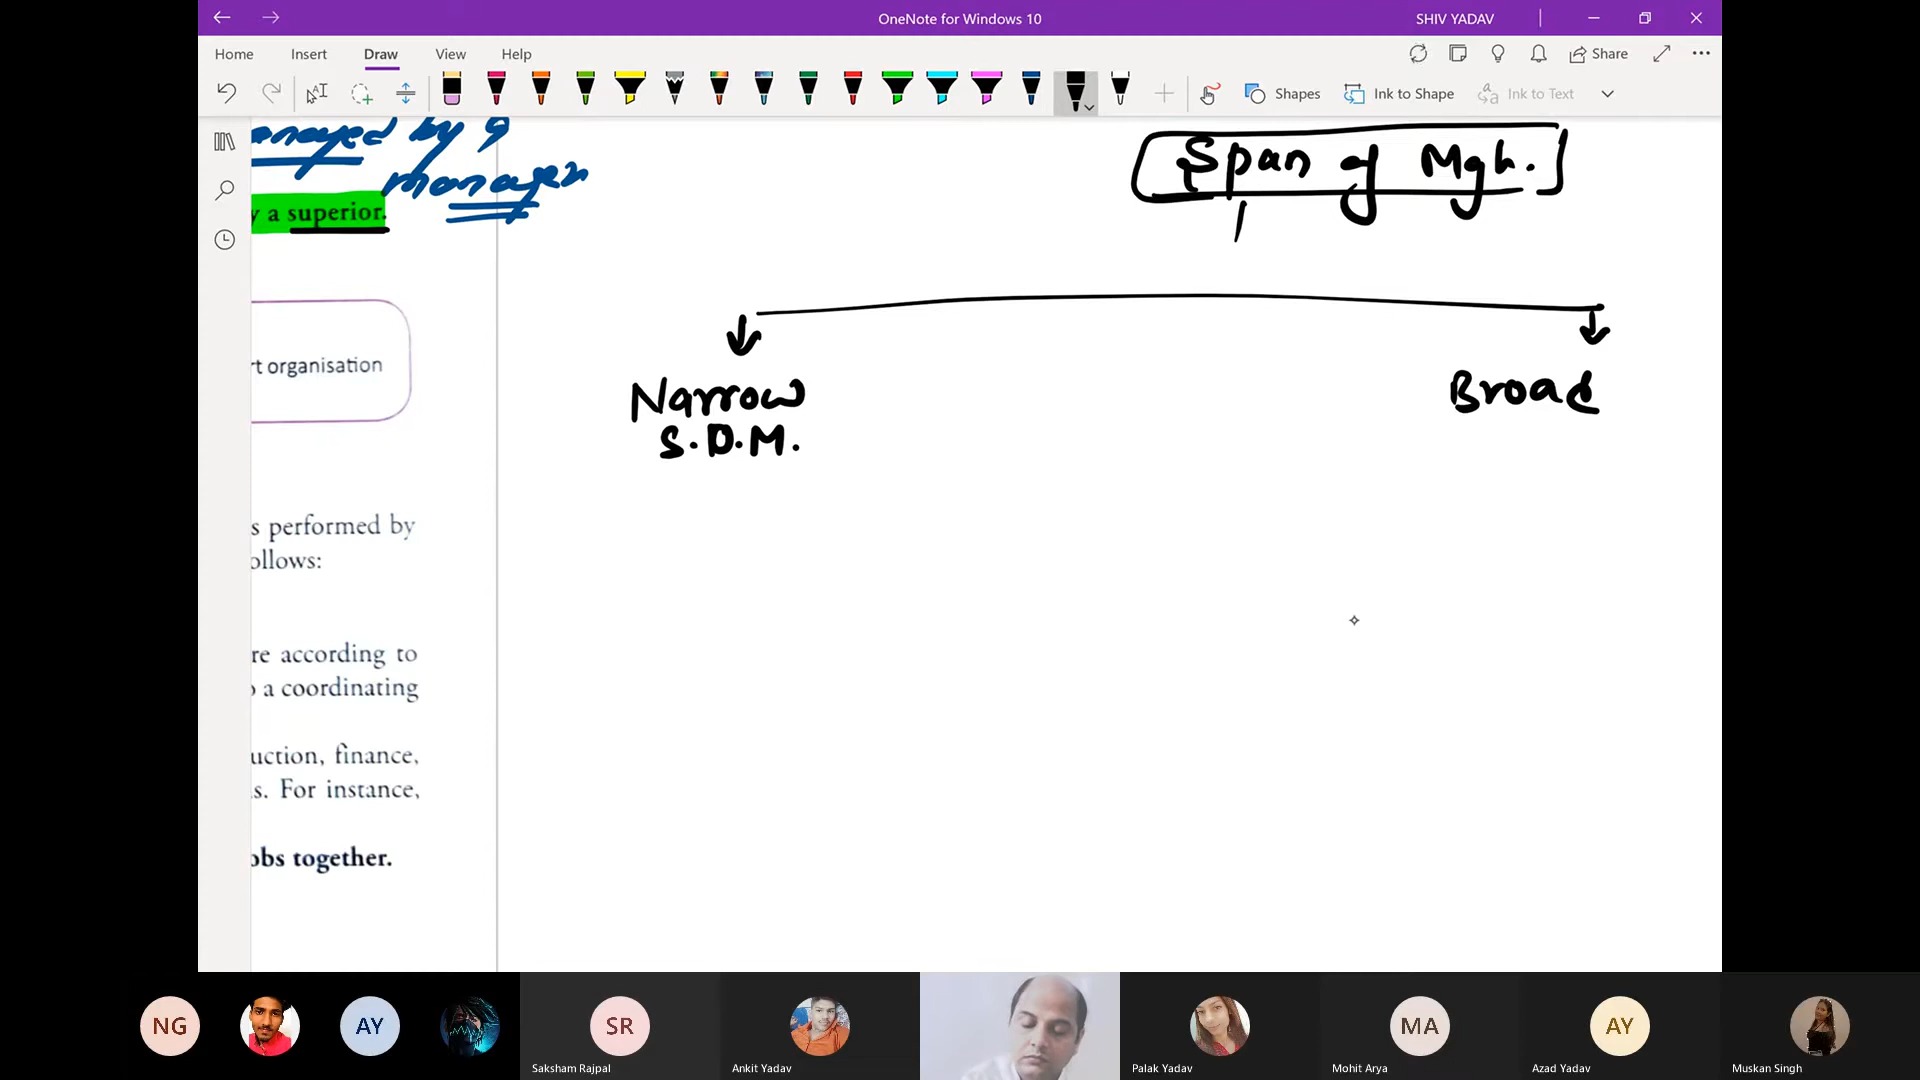 OneNote for Windows 10
SHIV YADAV
Home Insert Draw View Help
Share
Shapes
Ink to Shape
Ink to Text
by
manager
y a superior.
Span of Mgh.
rt organisation
Narrow
S.D.M.
Broad
s performed by
ollows:
re according to
o a coordinating
uction, finance,
s. For instance,
obs together.
NG
AY
SR
MA
AY
Saksham Rajpal
Ankit Yadav
Palak Yadav
Mohit Arya
Azad Yadav
Muskan Singh